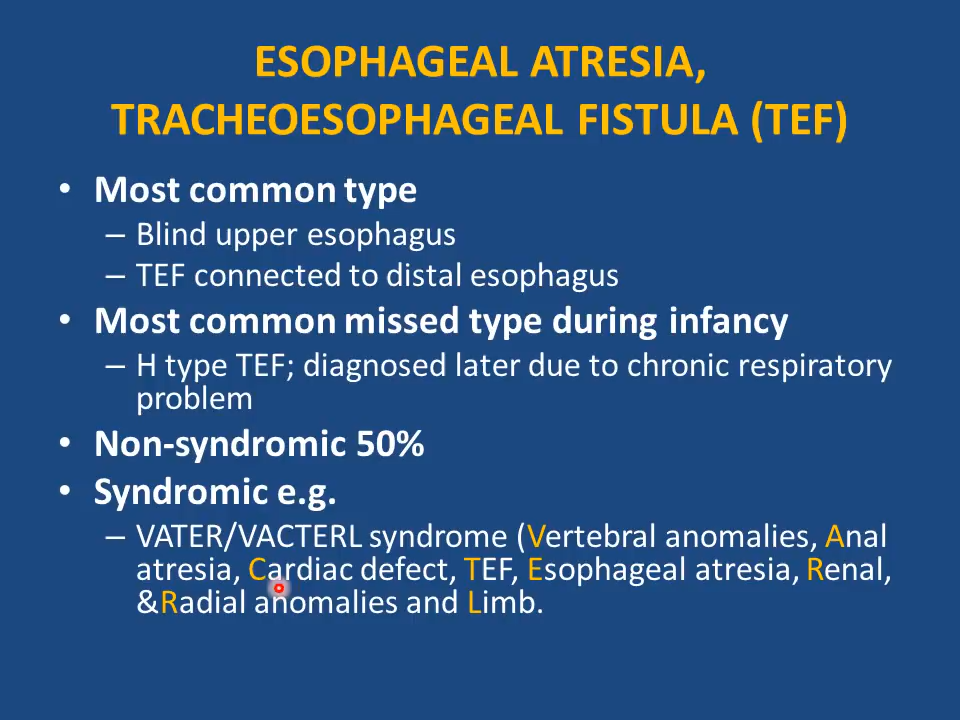 ESOPHAGEAL ATRESIA,
TRACHEOESOPHAGEAL FISTULA (TEF)
• Most common type
– Blind upper esophagus
– TEF connected to distal esophagus
• Most common missed type during infancy
– H type TEF; diagnosed later due to chronic respiratory
problem
• Non-syndromic 50%
• Syndromic e.g.
– VATER/VACTERL syndrome (Vertebral anomalies, Anal
atresia, Cardiac defect, TEF, Esophageal atresia, Renal,
&Radial anomalies and Limb.